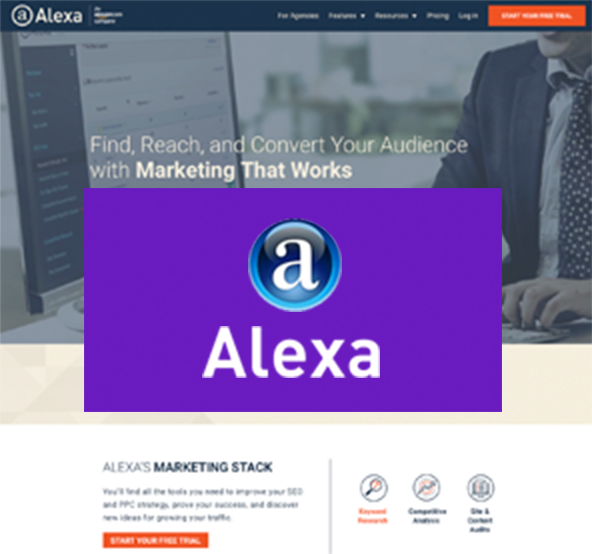 Alexa
an
amazon.com
company
For Agencies Features Resources Pricing Log in START YOUR FREE TRIAL
Find, Reach, and Convert Your Audience
with Marketing That Works
a
Alexa
ALEXA'S MARKETING STACK
You'll find all the tools you need to improve your SEO
and PPC strategy, prove your success, and discover
new ideas for growing your traffic.
START YOUR FREE TRIAL
Keyword
Research
Competitive
Analysis
Site &
Content
Audits